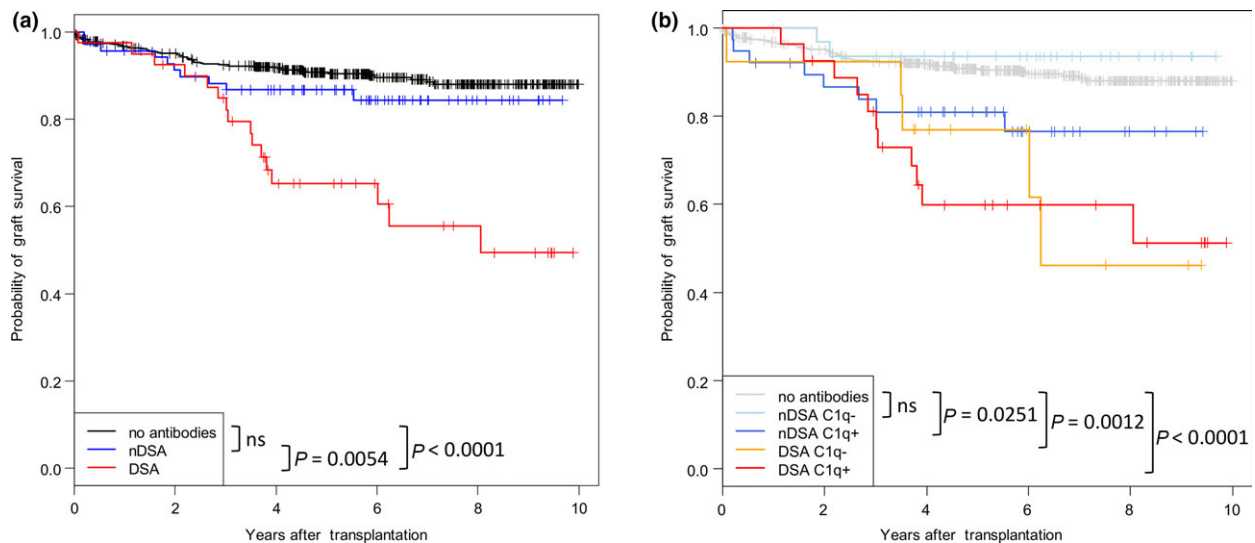 (a)
1.0
0.8
0.6
0.4
0.2
0.0
Probability of graft survival
no antibodies
nDSA
DSA
ns
P = 0.0054
P < 0.0001
0 2 4 6 8 10
Years after transplantation
(b)
1.0
0.8
0.6
0.4
0.2
0.0
Probability of graft survival
no antibodies
nDSA C1q-
nDSA C1q+
DSA C1q-
DSA C1q+
ns
P = 0.0251
P = 0.0012
P < 0.0001
0 2 4 6 8 10
Years after transplantation